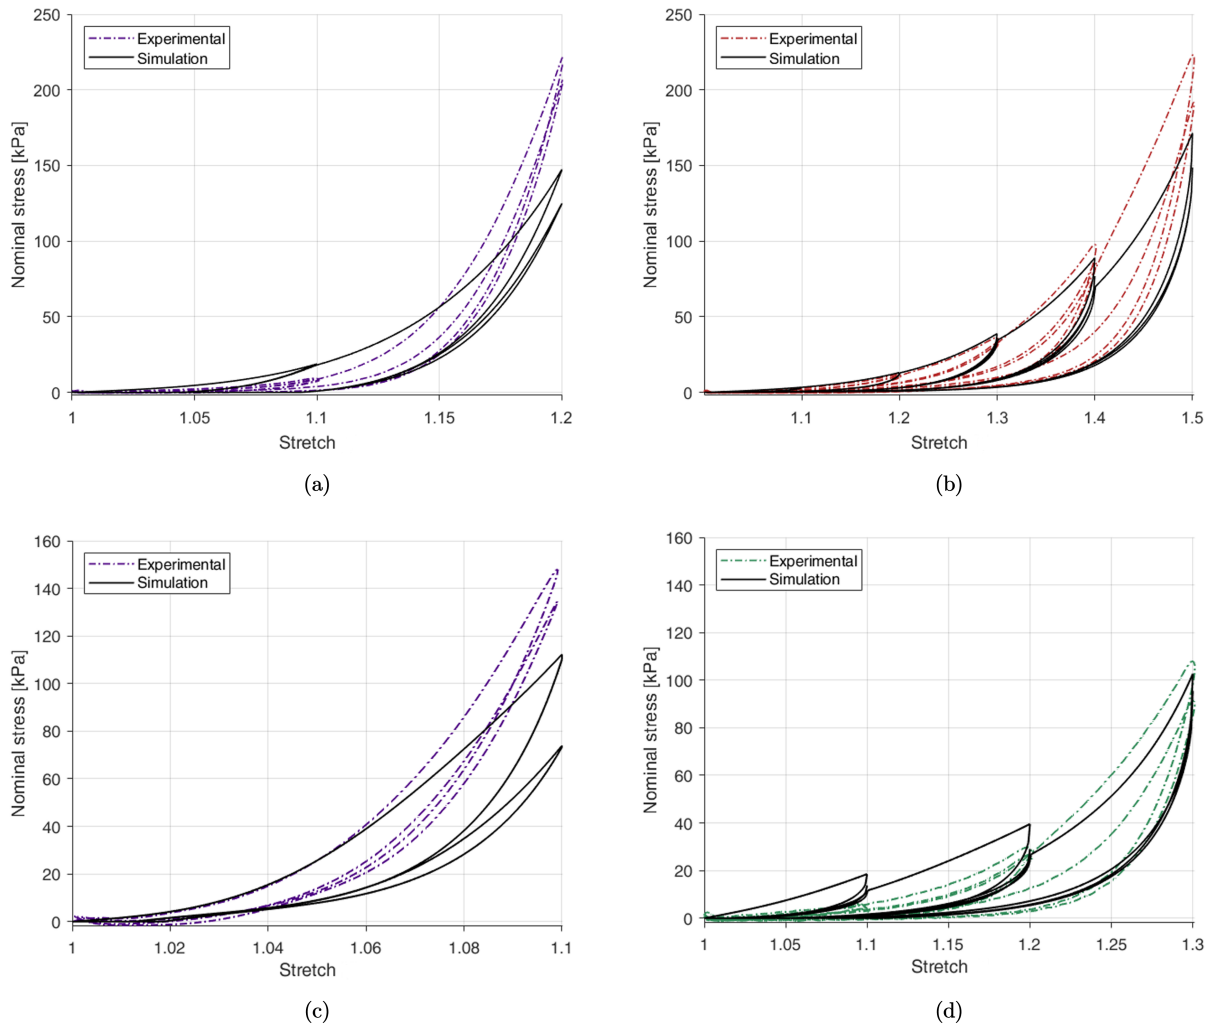 250
200
150
100
50
0
Nominal stress [kPa]
Experimental
Simulation
1
1.05
1.1
1.15
1.2
Stretch
(a)
250
200
150
100
50
0
Nominal stress [kPa]
Experimental
Simulation
1.1
1.2
1.3
1.4
1.5
Stretch
(b)
160
140
120
100
80
60
40
20
0
Nominal stress [kPa]
Experimental
Simulation
1
1.02
1.04
1.06
1.08
1.1
Stretch
(c)
160
140
120
100
80
60
40
20
0
Nominal stress [kPa]
Experimental
Simulation
1
1.05
1.1
1.15
1.2
1.25
1.3
Stretch
(d)